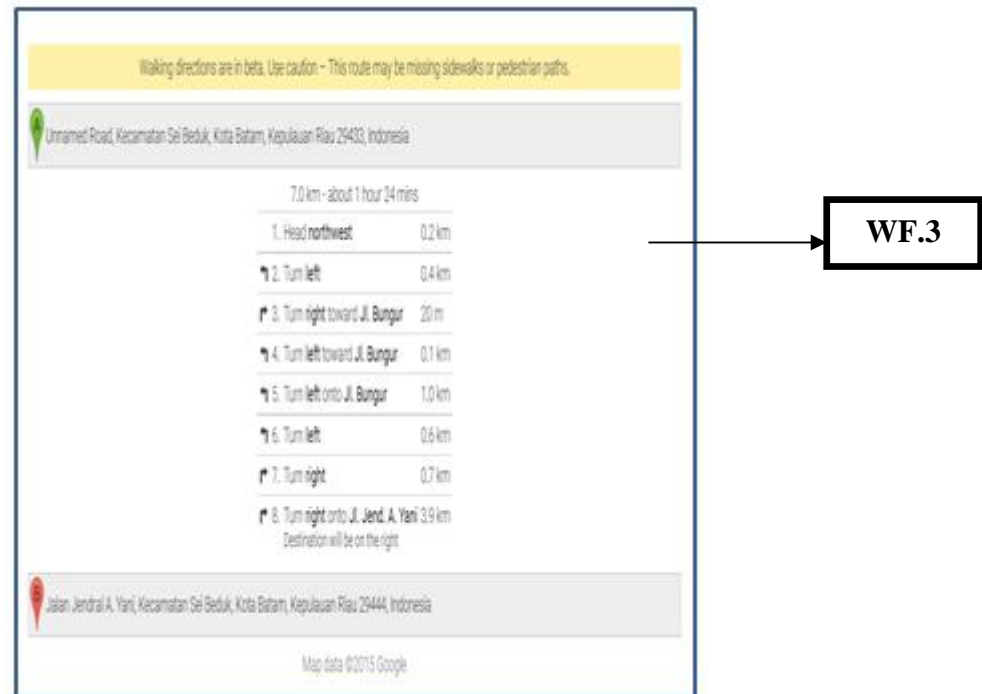 Walking directions are in beta. Use caution – This route may be missing sidewalks or pedestrian paths.
A
Unnamed Road, Kecamatan Sei Beduk, Kota Batam, Kepulauan Riau 29433, Indonesia
7.0 km - about 1 hour 24 mins
1. Head northwest 0.2 km
2. Turn left 0.4 km
3. Turn right toward Jl. Bungur 20 m
4. Turn left toward Jl. Bungur 0.1 km
5. Turn left onto Jl. Bungur 1.0 km
6. Turn left 0.6 km
7. Turn right 0.7 km
8. Turn right onto Jl. Jend. A. Yani 3.9 km
Destination will be on the right
B
Jalan Jendral A. Yani, Kecamatan Sei Beduk, Kota Batam, Kepulauan Riau 29444, Indonesia
Map data ©2015 Google
WF.3